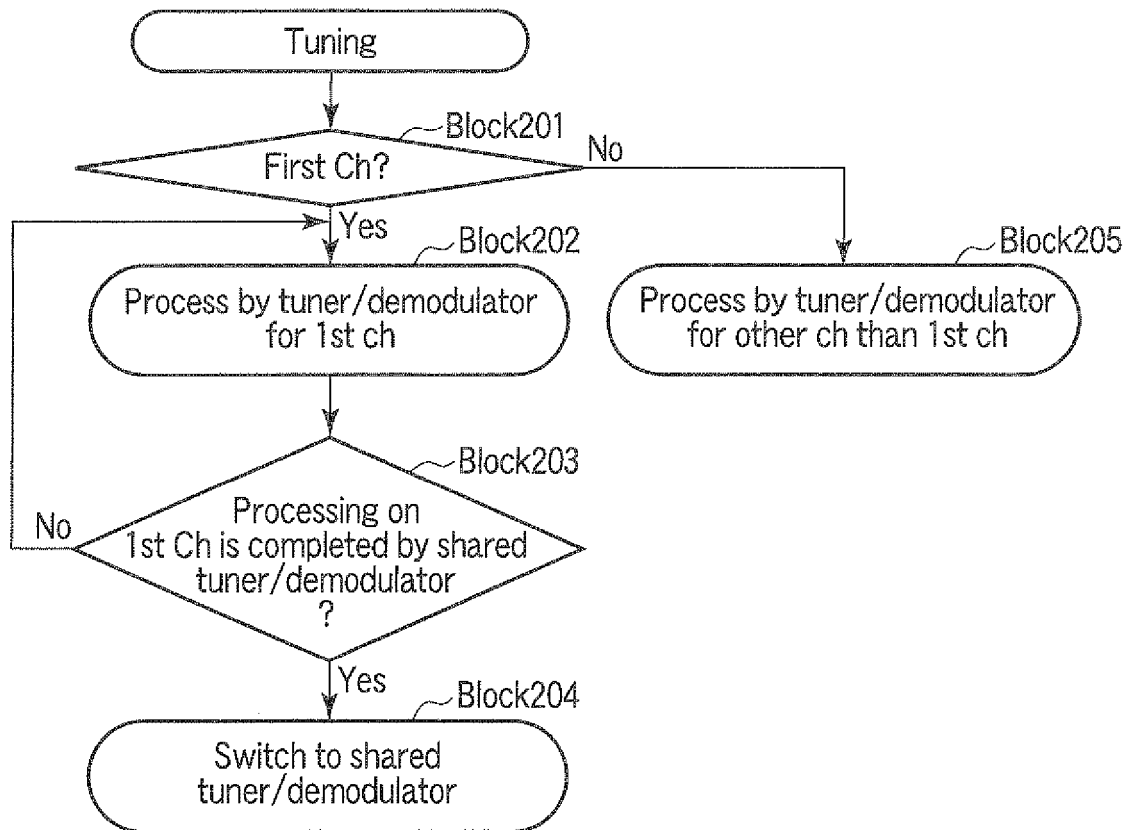 Tuning
Block201
First Ch?
No
Yes
Block202
Process by tuner/demodulator
for 1st ch
Block205
Process by tuner/demodulator
for other ch than 1st ch
Block203
Processing on
1st Ch is completed by shared
tuner/demodulator
?
No
Yes
Block204
Switch to shared
tuner/demodulator